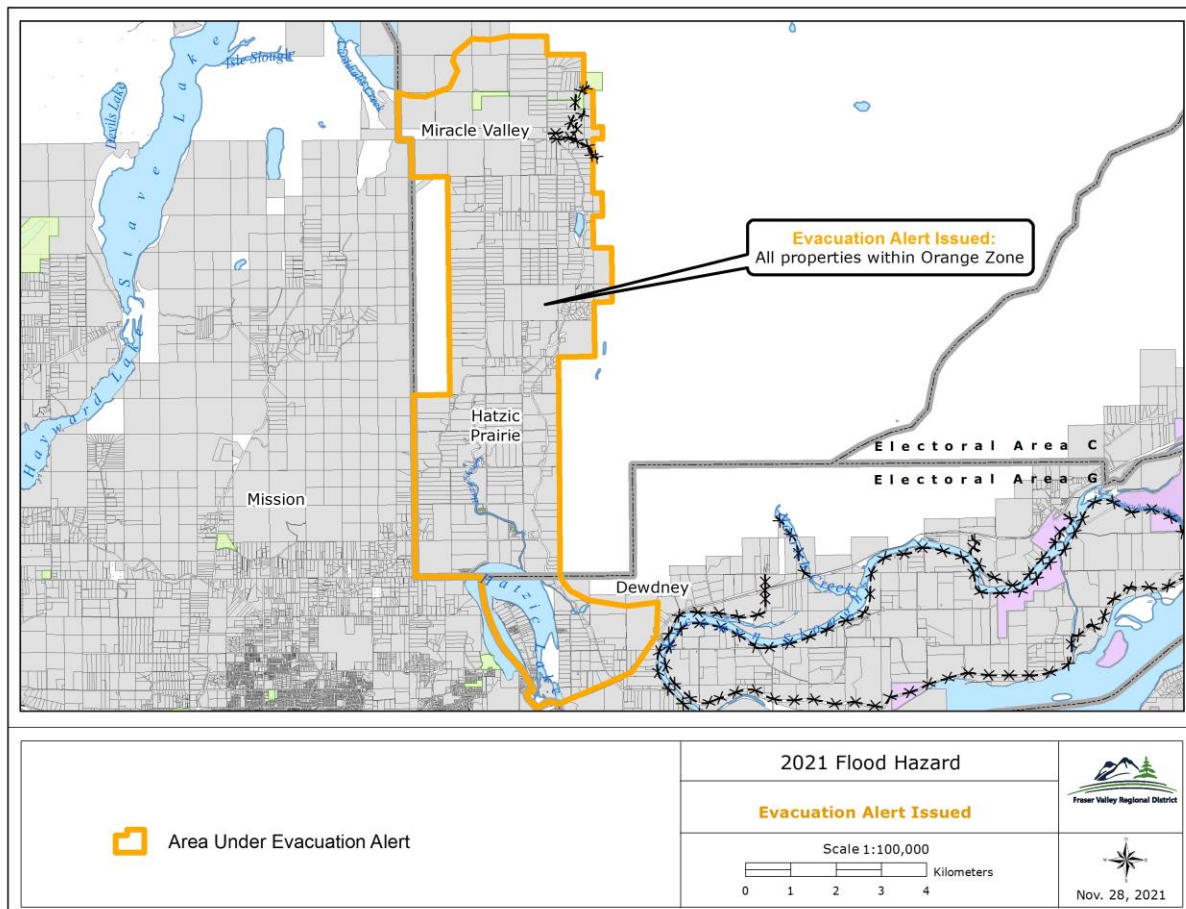 Slave Lake
Isle Slough
Devils Lake
Miracle Valley
Evacuation Alert Issued:
All properties within Orange Zone
Hayward Lake
Hatzic
Prairie
Electoral Area C
Electoral Area G
Mission
Dewdney
Hatzic Lake
2021 Flood Hazard
Evacuation Alert Issued
Area Under Evacuation Alert
Scale 1:100,000
Kilometers
0 1 2 3 4
Fraser Valley Regional District
N
E
S
W
Nov. 28, 2021